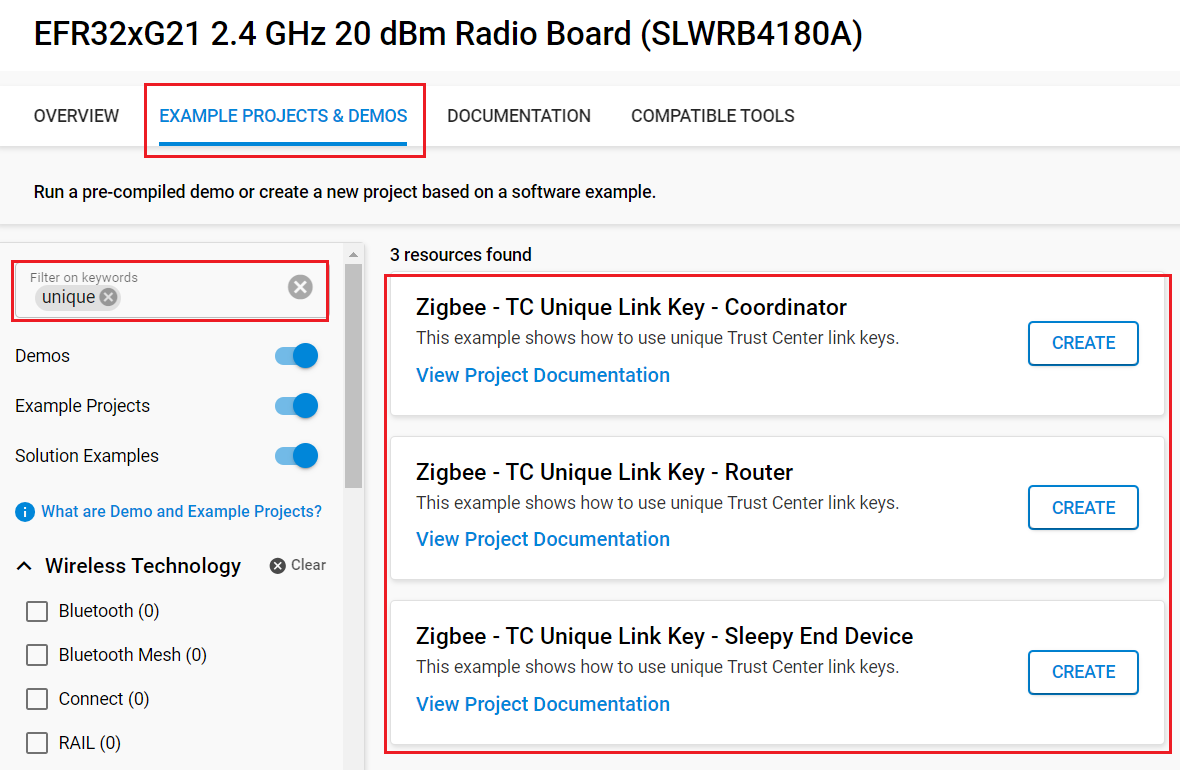 EFR32xG21 2.4 GHz 20 dBm Radio Board (SLWRB4180A)
OVERVIEW EXAMPLE PROJECTS & DEMOS DOCUMENTATION COMPATIBLE TOOLS
Run a pre-compiled demo or create a new project based on a software example.
Filter on keywords
unique
Demos
Example Projects
Solution Examples
What are Demo and Example Projects?
Wireless Technology Clear
Bluetooth (0)
Bluetooth Mesh (0)
Connect (0)
RAIL (0)
3 resources found
Zigbee - TC Unique Link Key - Coordinator
This example shows how to use unique Trust Center link keys.
View Project Documentation
CREATE
Zigbee - TC Unique Link Key - Router
This example shows how to use unique Trust Center link keys.
View Project Documentation
CREATE
Zigbee - TC Unique Link Key - Sleepy End Device
This example shows how to use unique Trust Center link keys.
View Project Documentation
CREATE